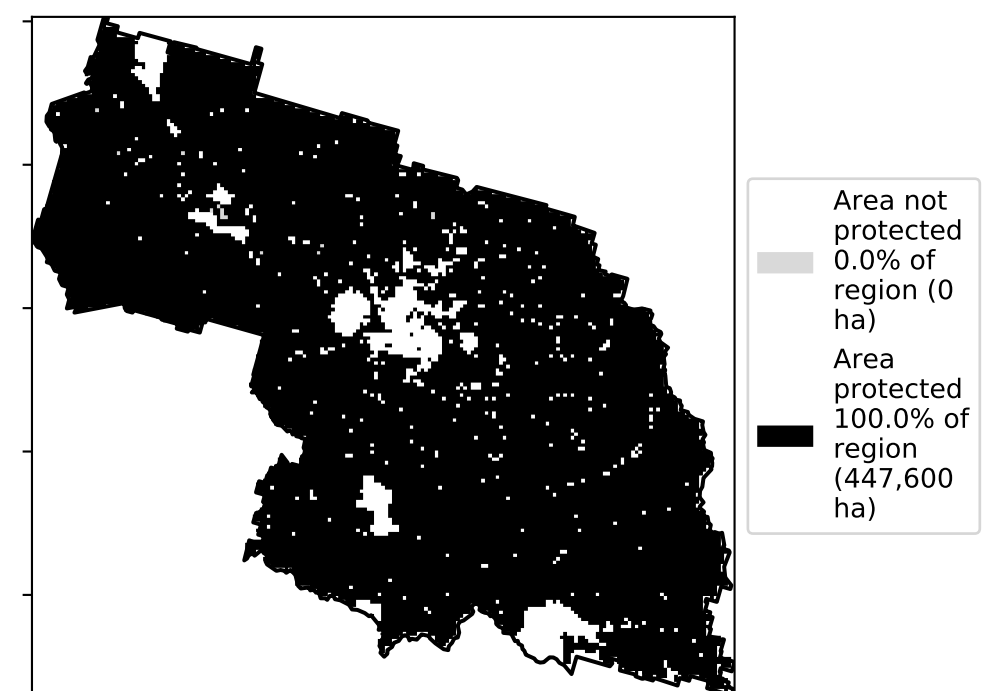 Area not
protected
0.0% of
region (0
ha)
Area
protected
100.0% of
region
(447,600
ha)